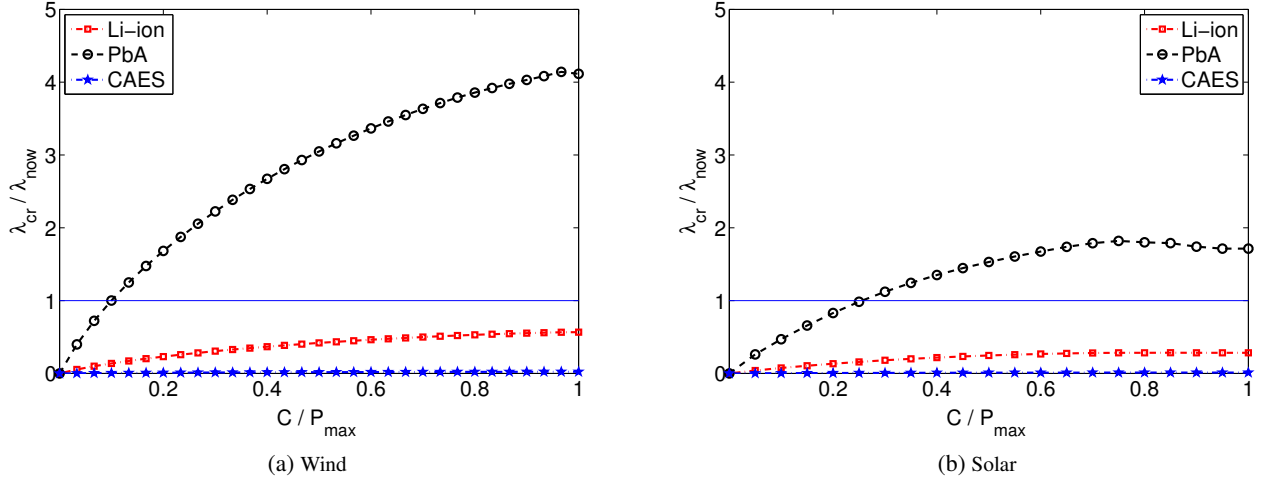 5
4
3
2
1
0
λcr / λnow
0.2
0.4
0.6
0.8
1
C / Pmax
Li−ion
PbA
CAES
(a) Wind
5
4
3
2
1
0
λcr / λnow
0.2
0.4
0.6
0.8
1
C / Pmax
Li−ion
PbA
CAES
(b) Solar